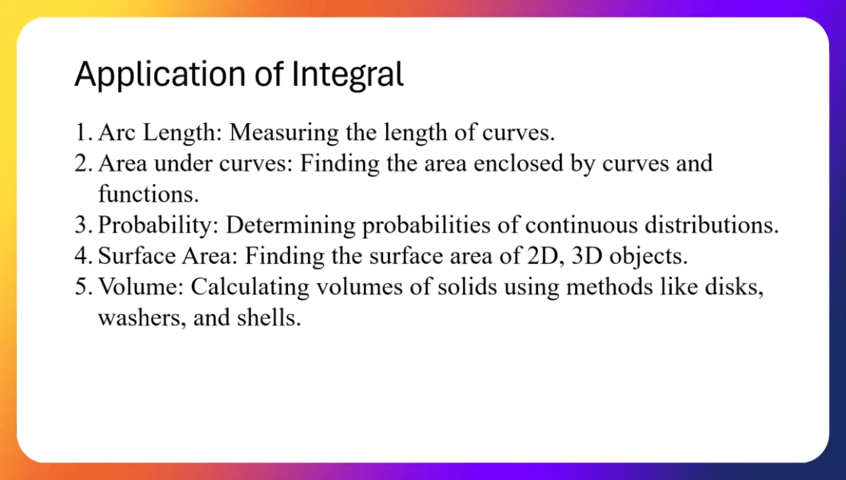 Application of Integral
1. Arc Length: Measuring the length of curves.
2. Area under curves: Finding the area enclosed by curves and
functions.
3. Probability: Determining probabilities of continuous distributions.
4. Surface Area: Finding the surface area of 2D, 3D objects.
5. Volume: Calculating volumes of solids using methods like disks,
washers, and shells.